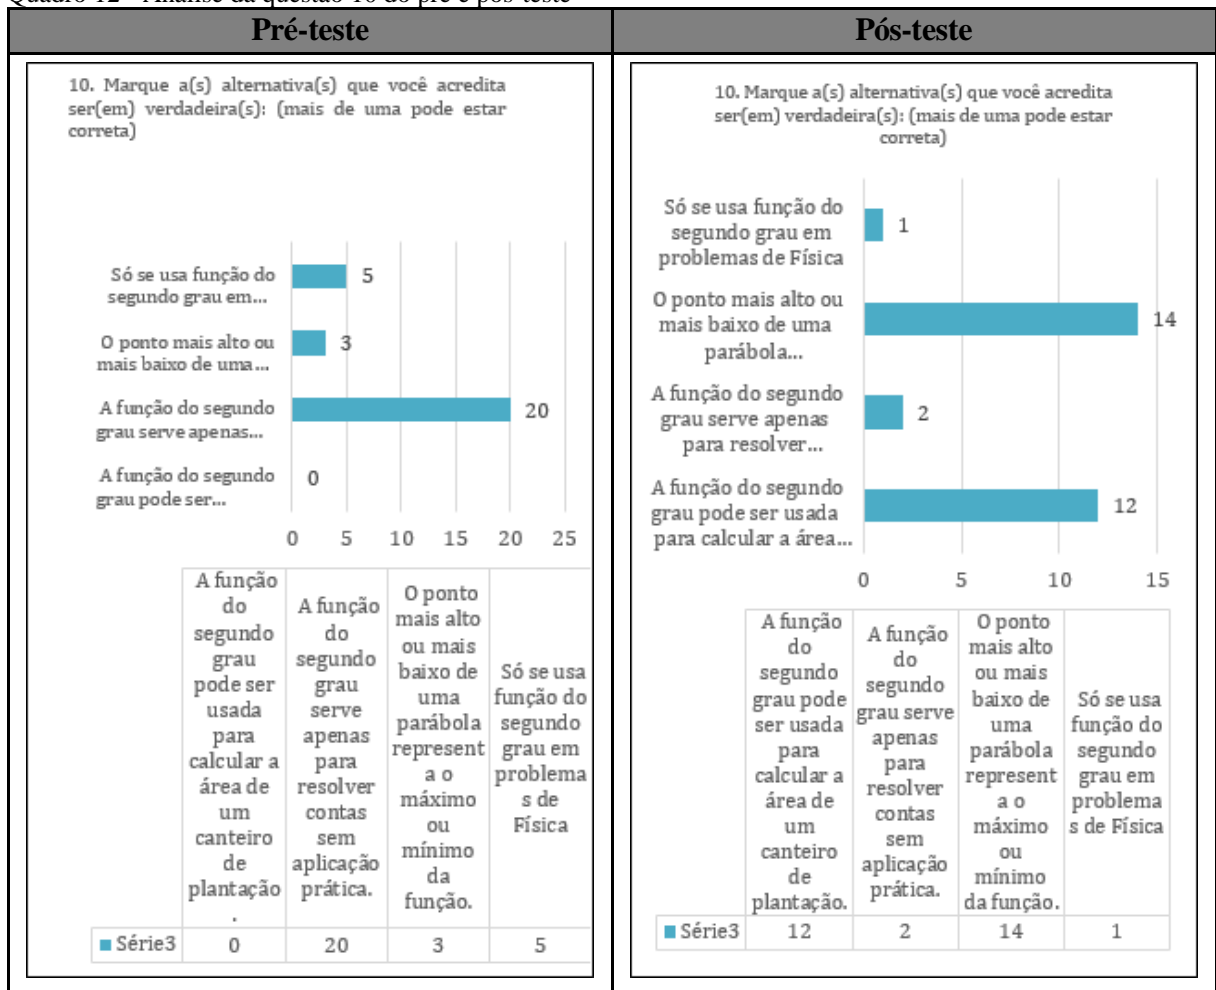 Quadro 12 - Análise da questão 10 do pré e pós-teste
Pré-teste
10. Marque a(s) alternativa(s) que você acredita
ser(em) verdadeira(s): (mais de uma pode estar
correta)
Só se usa função do
segundo grau em...
5
O ponto mais alto ou
mais baixo de uma...
3
A função do segundo
grau serve apenas...
20
A função do segundo
grau pode ser...
0
0 5 10 15 20 25
A função
do
segundo
grau
pode ser
usada
para
calcular a
área de
um
canteiro
de
plantação
.
A função
do
segundo
grau
serve
apenas
para
resolver
contas
sem
aplicação
prática.
O ponto
mais alto
ou mais
baixo de
uma
parábola
represent
a o
máximo
ou
mínimo
da
função.
Só se usa
função do
segundo
grau em
problema
s de
Física
Série3 0 20 3 5
Pós-teste
10. Marque a(s) alternativa(s) que você acredita
ser(em) verdadeira(s): (mais de uma pode estar
correta)
Só se usa função do
segundo grau em
problemas de Física
1
O ponto mais alto ou
mais baixo de uma
parábola...
14
A função do segundo
grau serve apenas
para resolver...
2
A função do segundo
grau pode ser usada
para calcular a área...
12
0 5 10 15
A função
do
segundo
grau pode
ser usada
para
calcular a
área de
um
canteiro
de
plantação.
A função
do
segundo
grau serve
apenas
para
resolver
contas
sem
aplicação
prática.
O ponto
mais alto
ou mais
baixo de
uma
parábola
represent
a o
máximo
ou
mínimo
da função.
Só se usa
função do
segundo
grau em
problema
s de Física
Série3 12 2 14 1